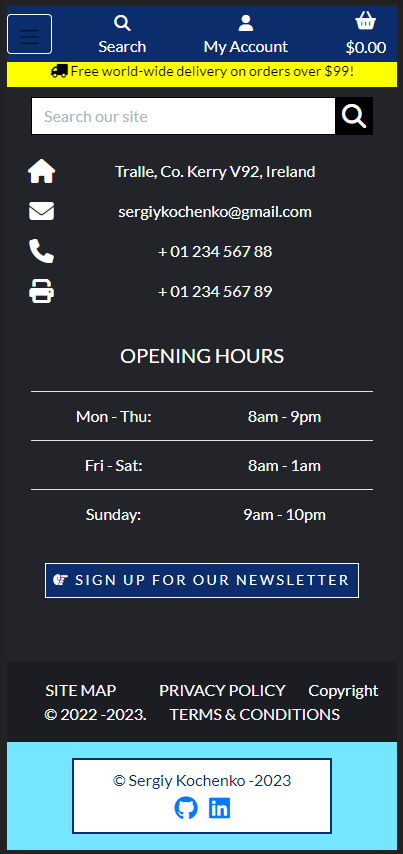 Search
My Account
$0.00
Free world-wide delivery on orders over $99!
Search our site
Tralle, Co. Kerry V92, Ireland
sergiykochenko@gmail.com
+ 01 234 567 88
+ 01 234 567 89
OPENING HOURS
Mon - Thu: 8am - 9pm
Fri - Sat: 8am - 1am
Sunday: 9am - 10pm
SIGN UP FOR OUR NEWSLETTER
SITE MAP PRIVACY POLICY Copyright
© 2022 -2023. TERMS & CONDITIONS
© Sergiy Kochenko -2023